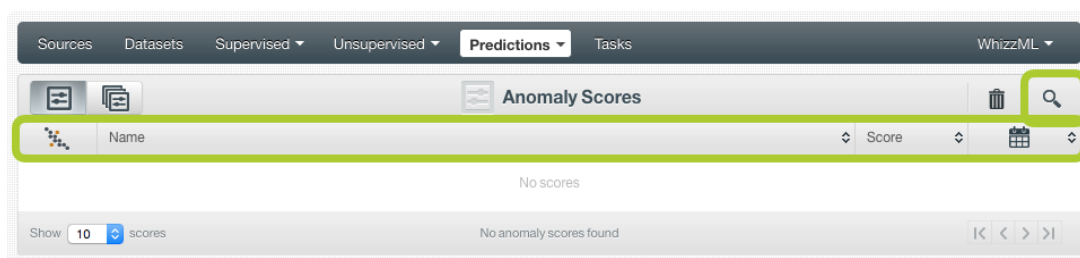 Sources Datasets Supervised Unsupervised Predictions Tasks WhizzML
Anomaly Scores
Name Score
No scores
Show 10 scores No anomaly scores found